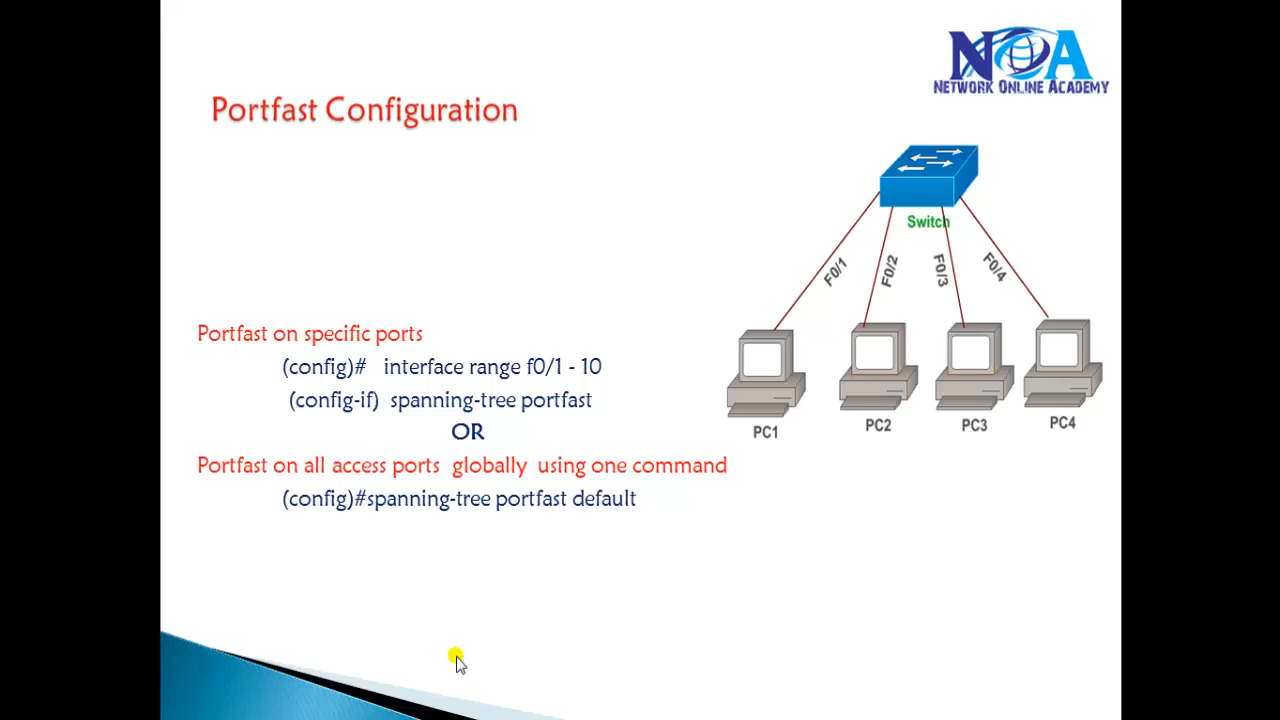 NOA
NETWORK ONLINE ACADEMY
Portfast Configuration
Switch
F0/1
F0/2
F0/3
F0/4
PC1
PC2
PC3
PC4
Portfast on specific ports
(config)# interface range f0/1 - 10
(config-if) spanning-tree portfast
OR
Portfast on all access ports globally using one command
(config)#spanning-tree portfast default